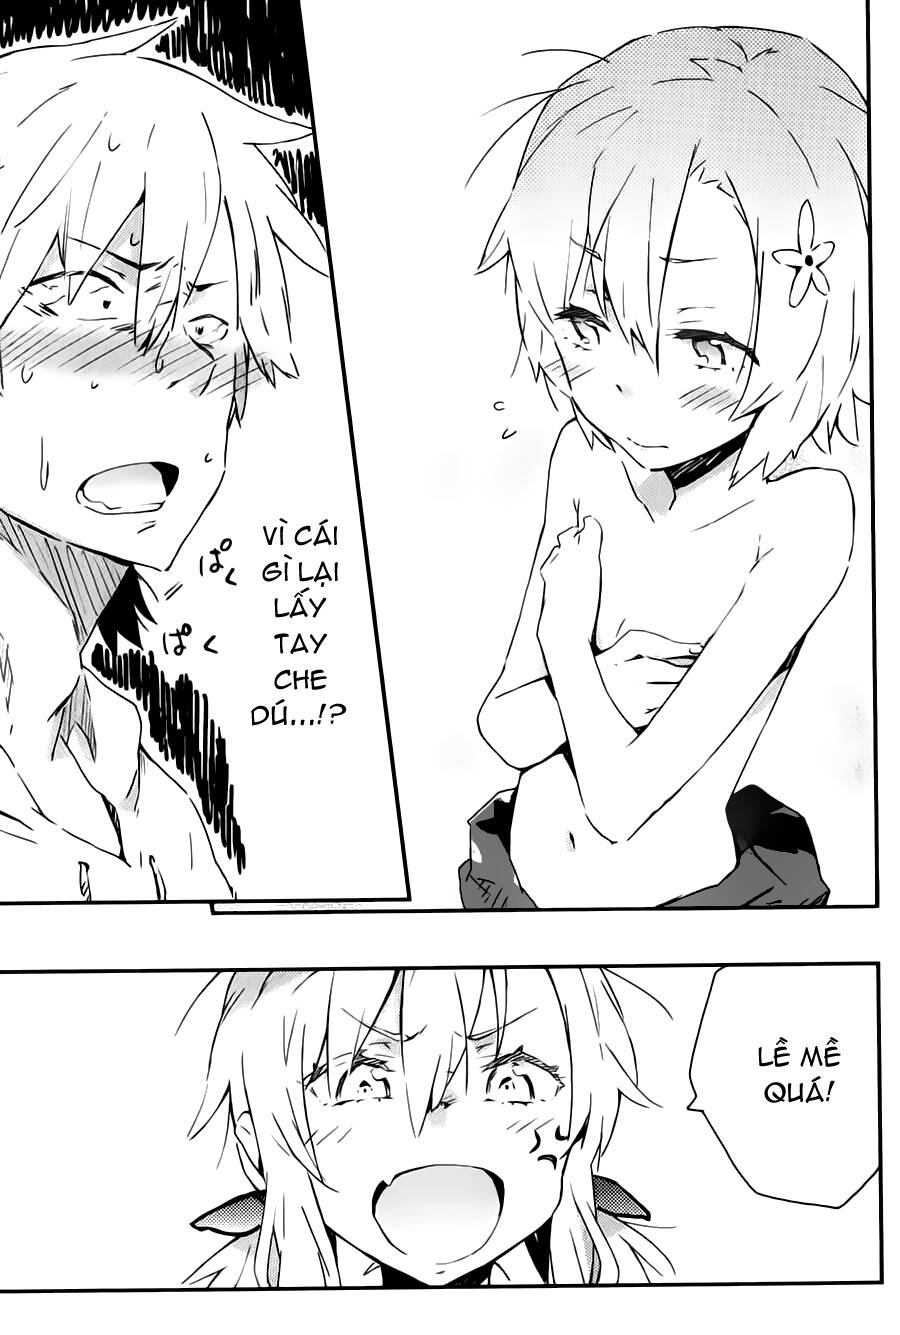 VÌ CÁI
GÌ LẠI
LẤY
TAY
CHE
DÚ...!?
ぱく
ぱく
LỀ MỀ
QUÁ!